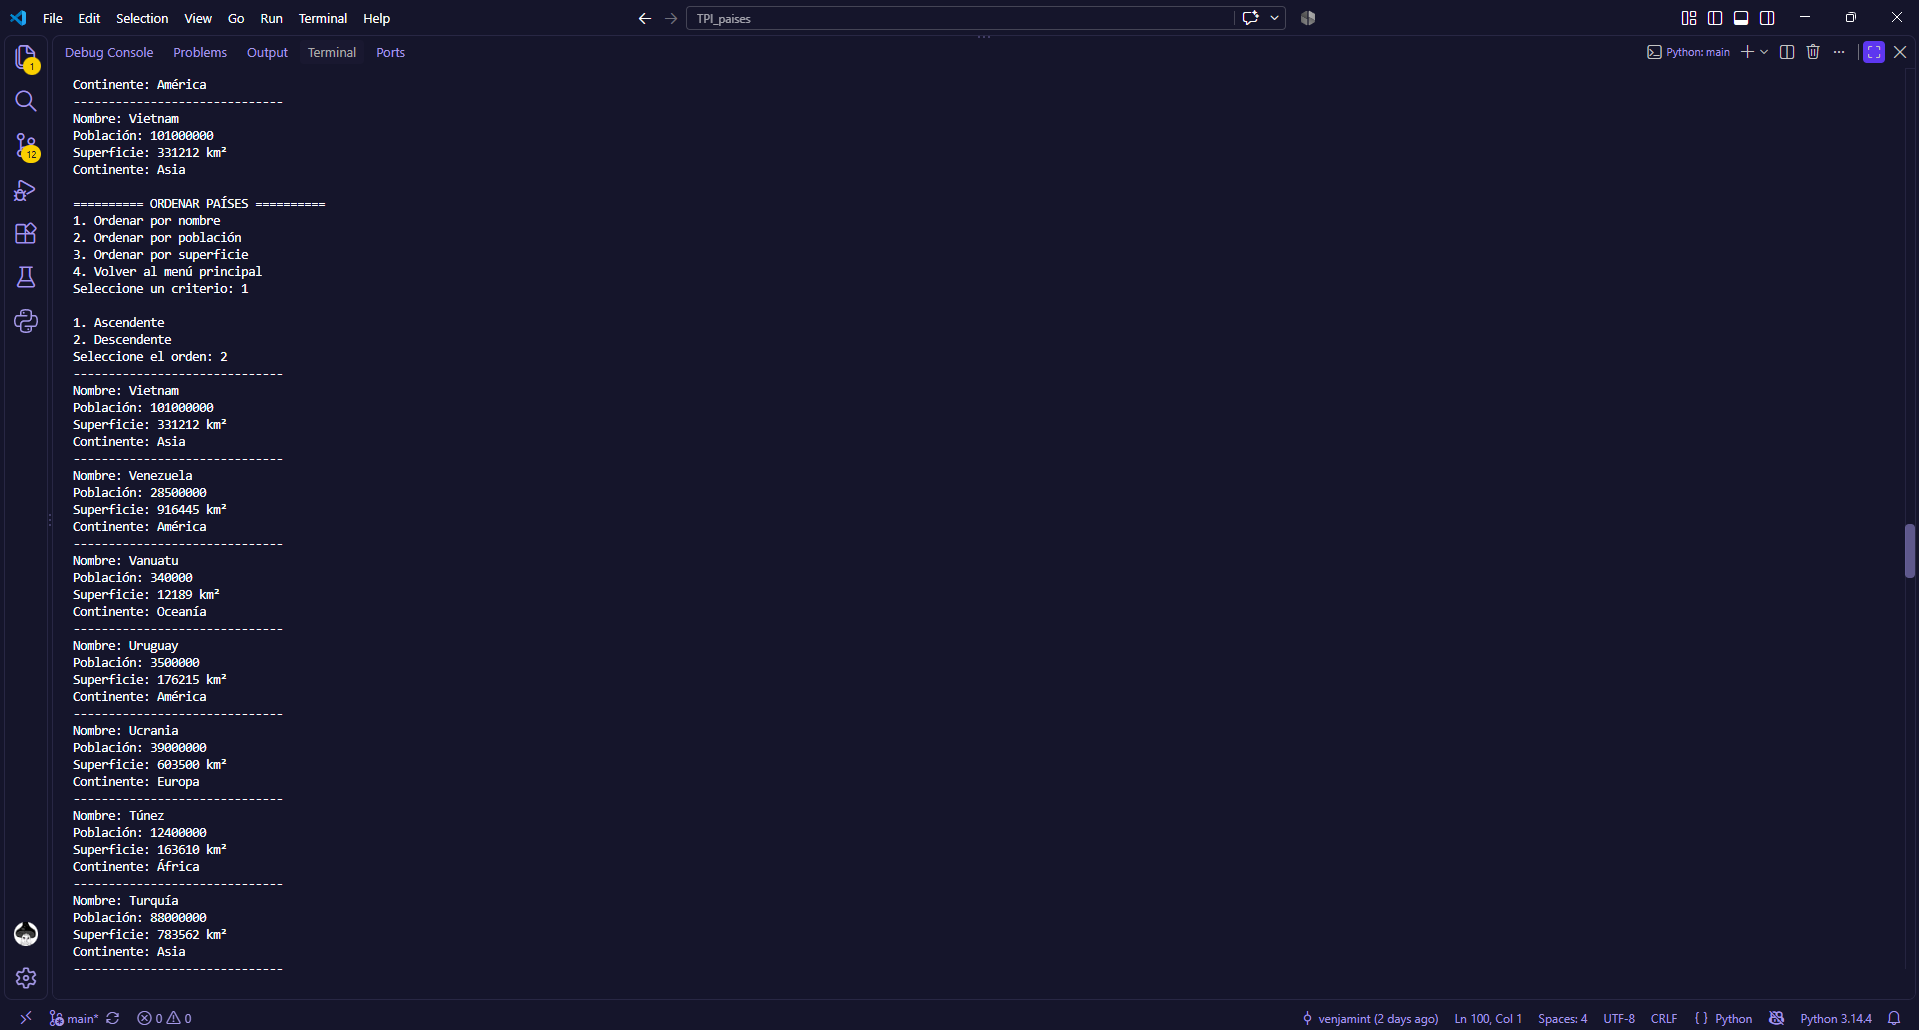 File Edit Selection View Go Run Terminal Help
TPI_paises
Debug Console Problems Output Terminal Ports
Python: main
1
12
Continente: América
------------------------------
Nombre: Vietnam
Población: 101000000
Superficie: 331212 km²
Continente: Asia
========== ORDENAR PAÍSES ==========
1. Ordenar por nombre
2. Ordenar por población
3. Ordenar por superficie
4. Volver al menú principal
Seleccione un criterio: 1
1. Ascendente
2. Descendente
Seleccione el orden: 2
------------------------------
Nombre: Vietnam
Población: 101000000
Superficie: 331212 km²
Continente: Asia
------------------------------
Nombre: Venezuela
Población: 28500000
Superficie: 916445 km²
Continente: América
------------------------------
Nombre: Vanuatu
Población: 340000
Superficie: 12189 km²
Continente: Oceanía
------------------------------
Nombre: Uruguay
Población: 3500000
Superficie: 176215 km²
Continente: América
------------------------------
Nombre: Ucrania
Población: 39000000
Superficie: 603500 km²
Continente: Europa
------------------------------
Nombre: Túnez
Población: 12400000
Superficie: 163610 km²
Continente: África
------------------------------
Nombre: Turquía
Población: 88000000
Superficie: 783562 km²
Continente: Asia
------------------------------
main* 0 0 venjamint (2 days ago) Ln 100, Col 1 Spaces: 4 UTF-8 CRLF { } Python Python 3.14.4